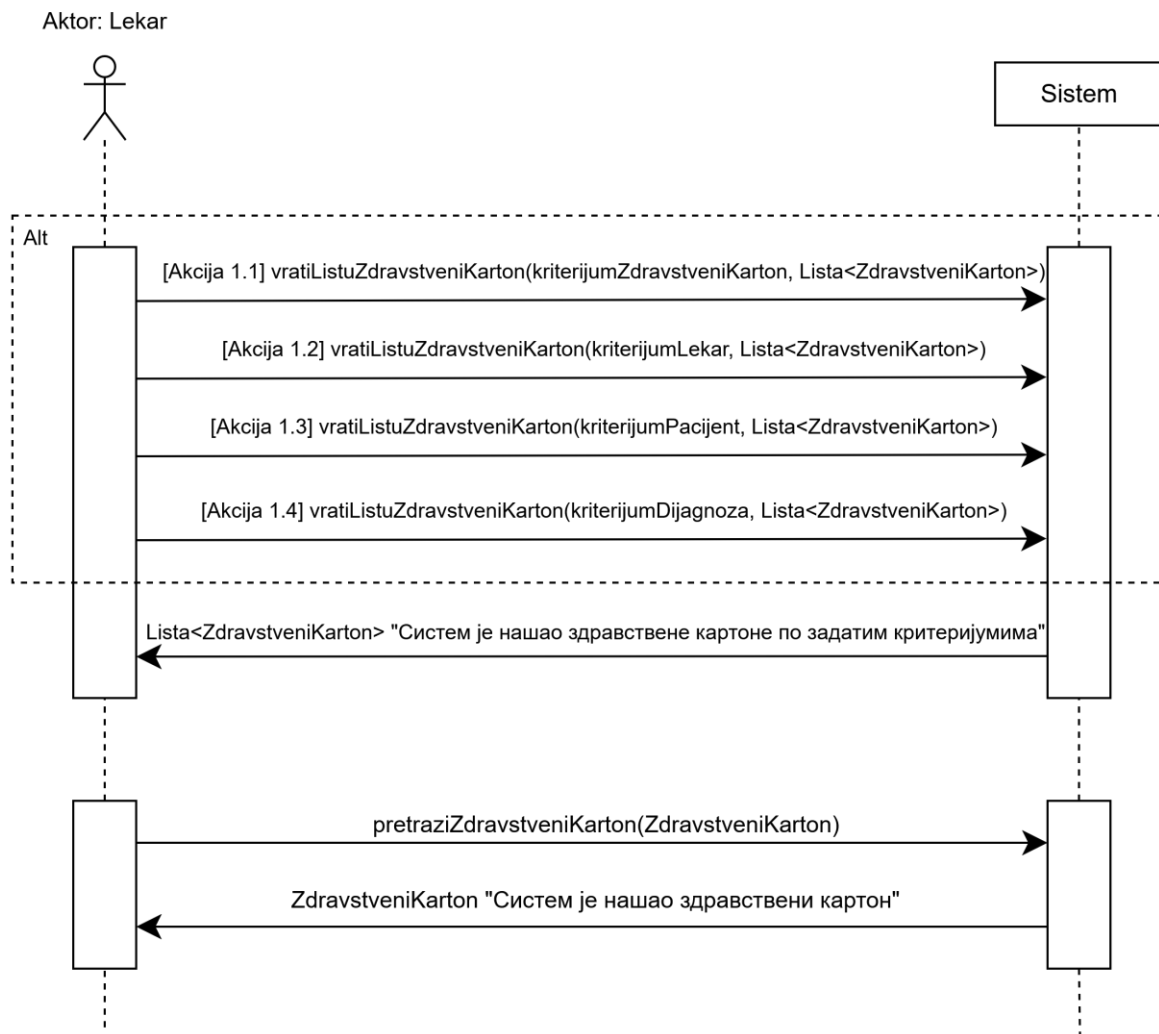 Aktor: Lekar
Sistem
Alt
[Akcija 1.1] vratiListuZdravstveniKarton(kriterijumZdravstveniKarton, Lista<ZdravstveniKarton>)
[Akcija 1.2] vratiListuZdravstveniKarton(kriterijumLekar, Lista<ZdravstveniKarton>)
[Akcija 1.3] vratiListuZdravstveniKarton(kriterijumPacijent, Lista<ZdravstveniKarton>)
[Akcija 1.4] vratiListuZdravstveniKarton(kriterijumDijagnoza, Lista<ZdravstveniKarton>)
Lista<ZdravstveniKarton> "Систем је нашао здравствене картоне по задатим критеријумима"
pretraziZdravstveniKarton(ZdravstveniKarton)
ZdravstveniKarton "Систем је нашао здравствени картон"